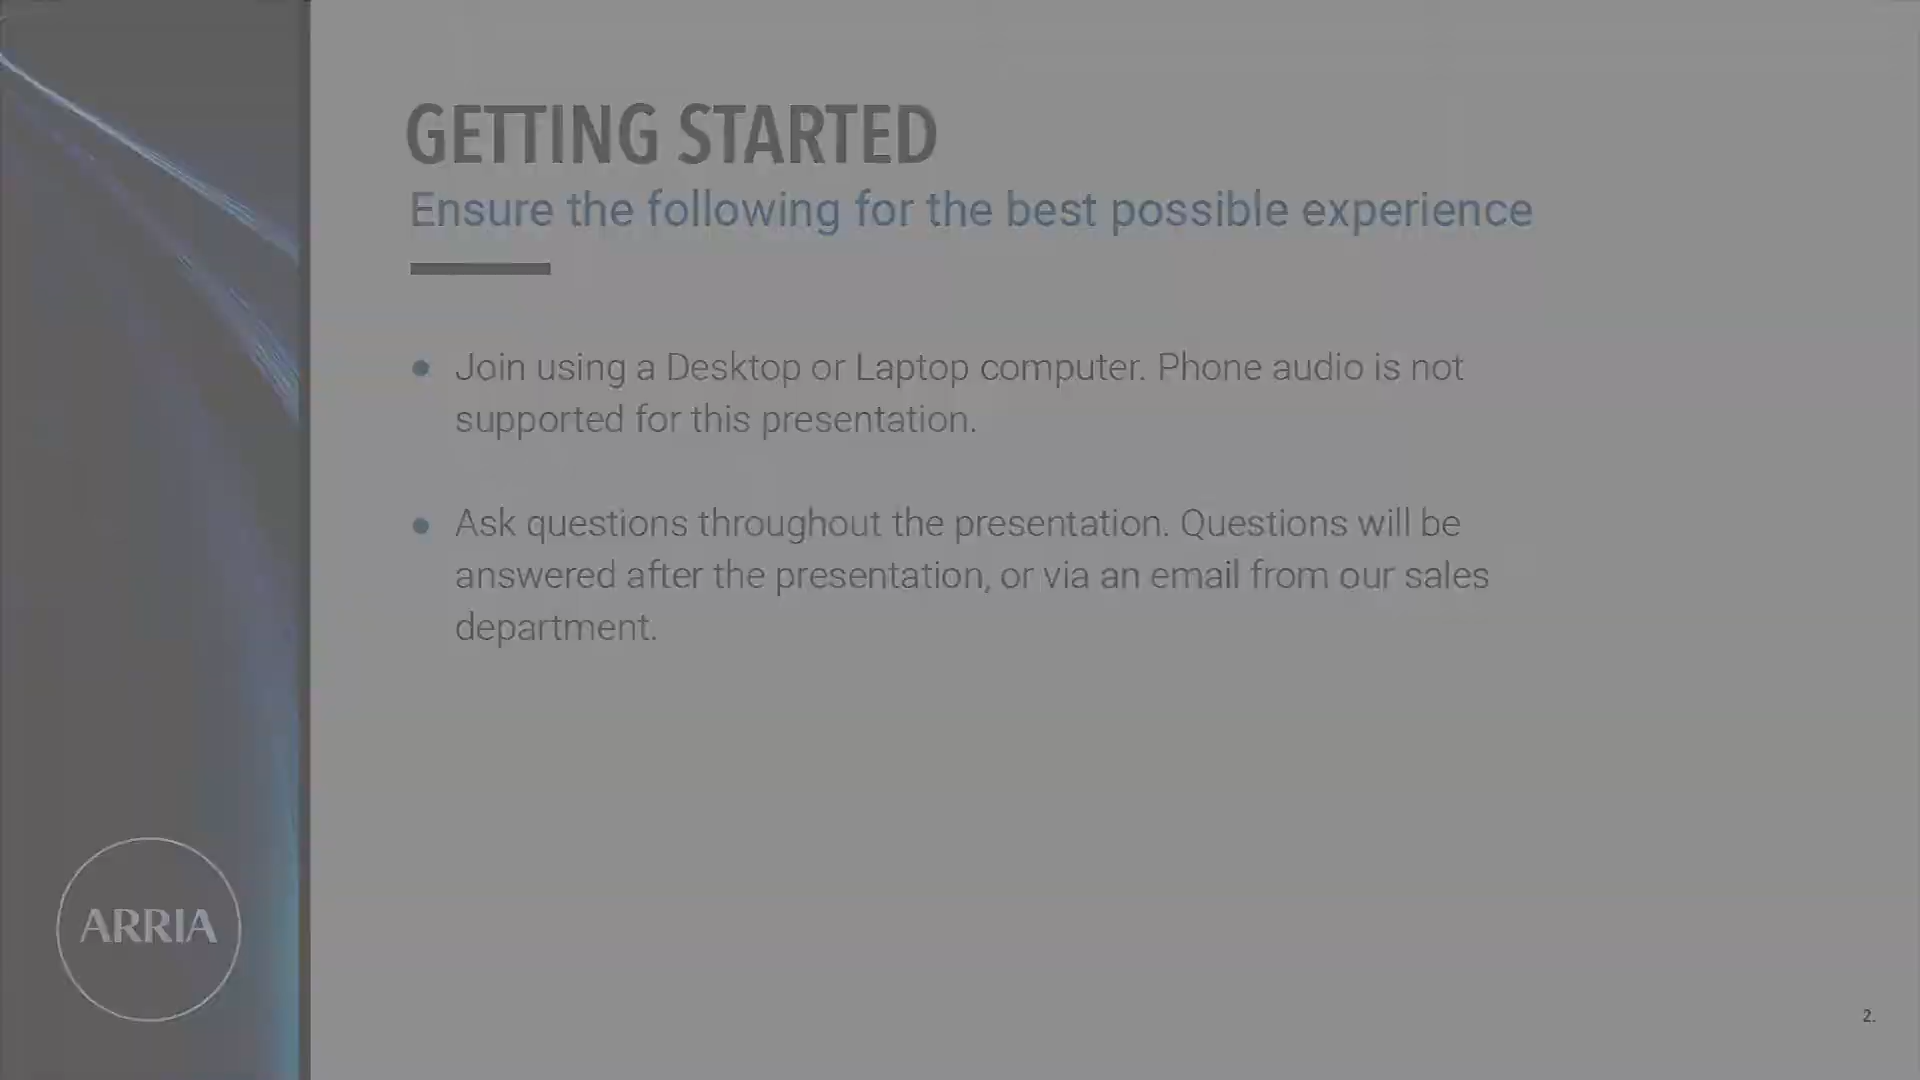 GETTING STARTED
Ensure the following for the best possible experience
● Join using a Desktop or Laptop computer. Phone audio is not
supported for this presentation.
● Ask questions throughout the presentation. Questions will be
answered after the presentation, or via an email from our sales
department.
ARRIA
2.